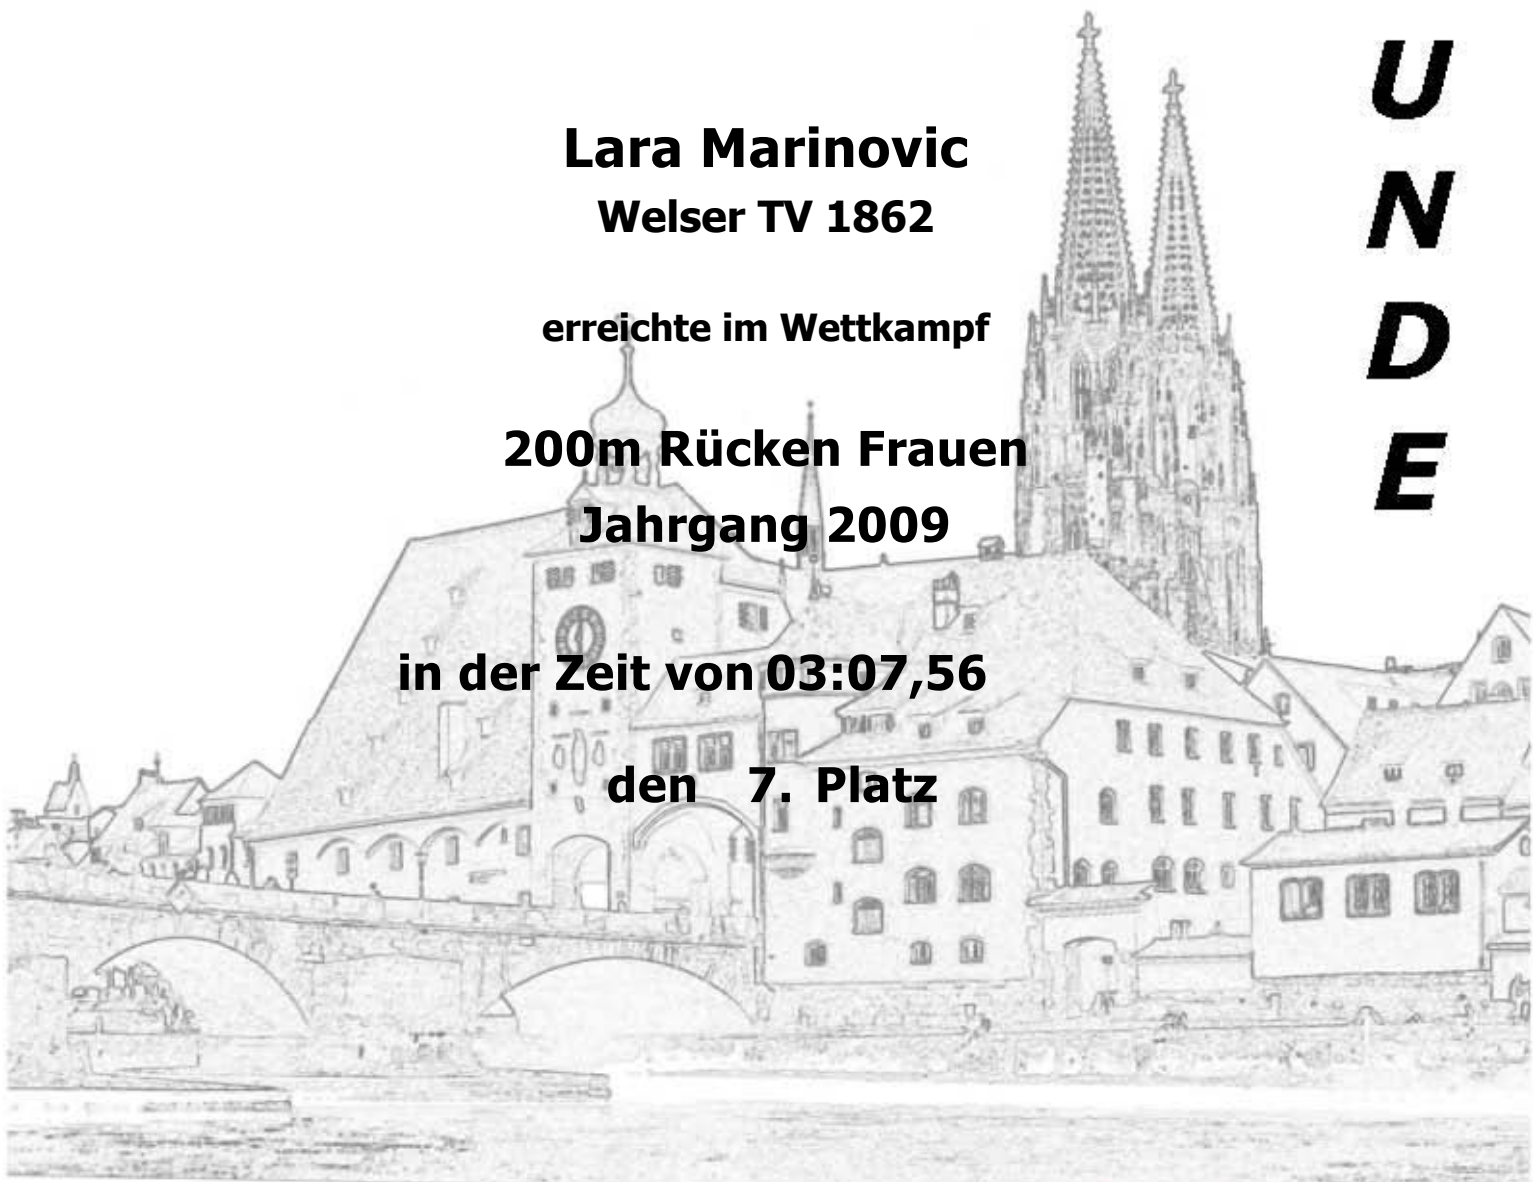 Lara Marinovic
Welser TV 1862
erreichte im Wettkampf
200m Rücken Frauen
Jahrgang 2009
in der Zeit von 03:07,56
den 7. Platz
U
N
D
E